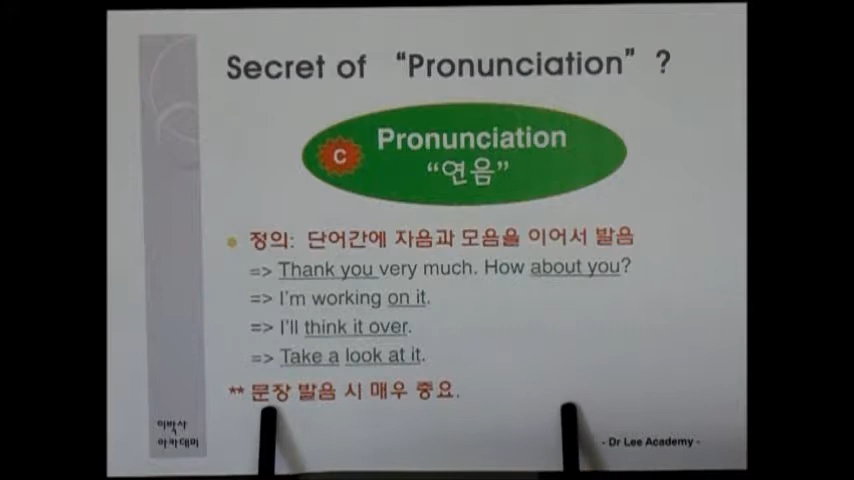 Secret of “Pronunciation” ?
C
Pronunciation
“연음”
정의: 단어간에 자음과 모음을 이어서 발음
=> Thank you very much. How about you?
=> I'm working on it.
=> I'll think it over.
=> Take a look at it.
** 문장 발음 시 매우 중요.
이박사
아카데미
- Dr Lee Academy -